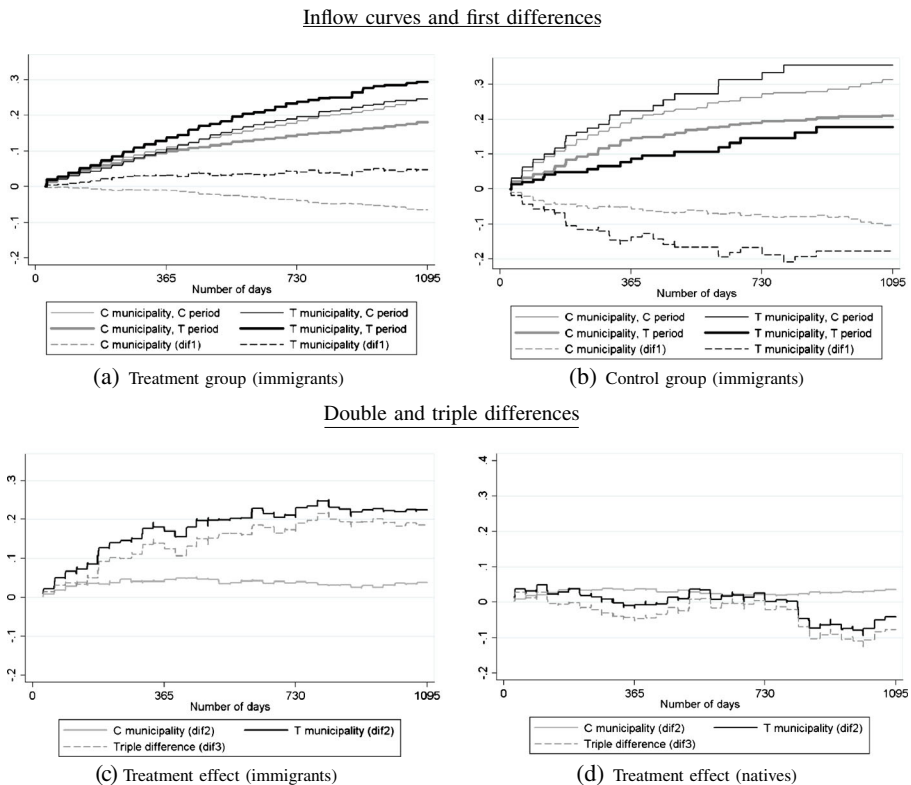 Inflow curves and first differences
.3
.2
.1
0
-.1
-.2
0
365
730
1095
Number of days
C municipality, C period
T municipality, C period
C municipality, T period
T municipality, T period
C municipality (dif1)
T municipality (dif1)
(a) Treatment group (immigrants)
.3
.2
.1
0
-.1
-.2
0
365
730
1095
Number of days
C municipality, C period
T municipality, C period
C municipality, T period
T municipality, T period
C municipality (dif1)
T municipality (dif1)
(b) Control group (immigrants)
Double and triple differences
.3
.2
.1
0
-.1
-.2
0
365
730
1095
Number of days
C municipality (dif2)
T municipality (dif2)
Triple difference (dif3)
(c) Treatment effect (immigrants)
.4
.3
.2
.1
0
-.1
-.2
0
365
730
1095
Number of days
C municipality (dif2)
T municipality (dif2)
Triple difference (dif3)
(d) Treatment effect (natives)